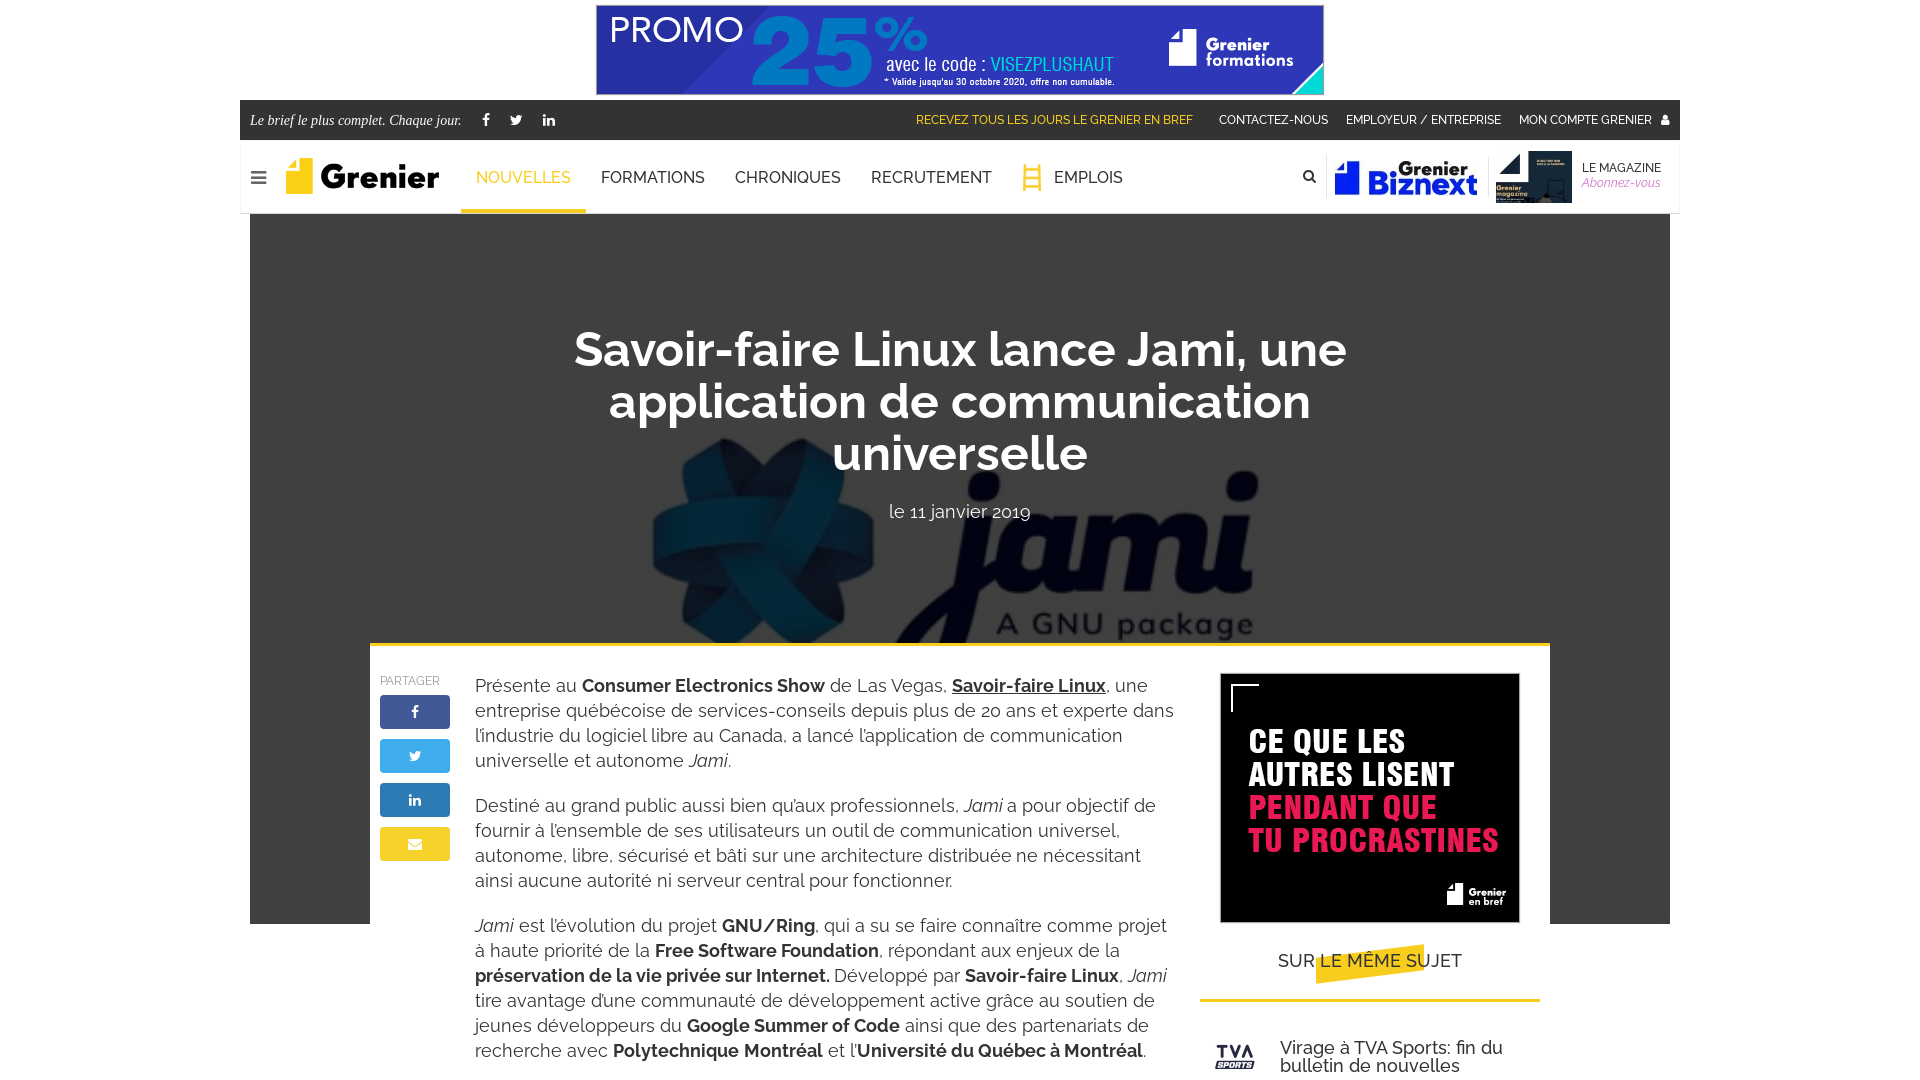 PROMO 25%
avec le code : VISEZPLUSHAUT
* Valide jusqu'au 30 octobre 2020, offre non cumulable.
Grenier
formations
Le brief le plus complet. Chaque jour.
RECEVEZ TOUS LES JOURS LE GRENIER EN BREF
CONTACTEZ-NOUS
EMPLOYEUR / ENTREPRISE
MON COMPTE GRENIER
Grenier
NOUVELLES
FORMATIONS
CHRONIQUES
RECRUTEMENT
EMPLOIS
Grenier
Biznext
Grenier
magazine
LE MAGAZINE
Abonnez-vous
Savoir-faire Linux lance Jami, une
application de communication
universelle
le 11 janvier 2019
jami
A GNU package
PARTAGER
Présente au Consumer Electronics Show de Las Vegas, Savoir-faire Linux, une
entreprise québécoise de services-conseils depuis plus de 20 ans et experte dans
l’industrie du logiciel libre au Canada, a lancé l’application de communication
universelle et autonome Jami.
Destiné au grand public aussi bien qu’aux professionnels, Jami a pour objectif de
fournir à l’ensemble de ses utilisateurs un outil de communication universel,
autonome, libre, sécurisé et bâti sur une architecture distribuée ne nécessitant
ainsi aucune autorité ni serveur central pour fonctionner.
Jami est l’évolution du projet GNU/Ring, qui a su se faire connaître comme projet
à haute priorité de la Free Software Foundation, répondant aux enjeux de la
préservation de la vie privée sur Internet. Développé par Savoir-faire Linux, Jami
tire avantage d’une communauté de développement active grâce au soutien de
jeunes développeurs du Google Summer of Code ainsi que des partenariats de
recherche avec Polytechnique Montréal et l’Université du Québec à Montréal.
CE QUE LES
AUTRES LISENT
PENDANT QUE
TU PROCRASTINES
Grenier
en bref
SUR LE MÊME SUJET
TVA
SPORTS
Virage à TVA Sports: fin du
bulletin de nouvelles